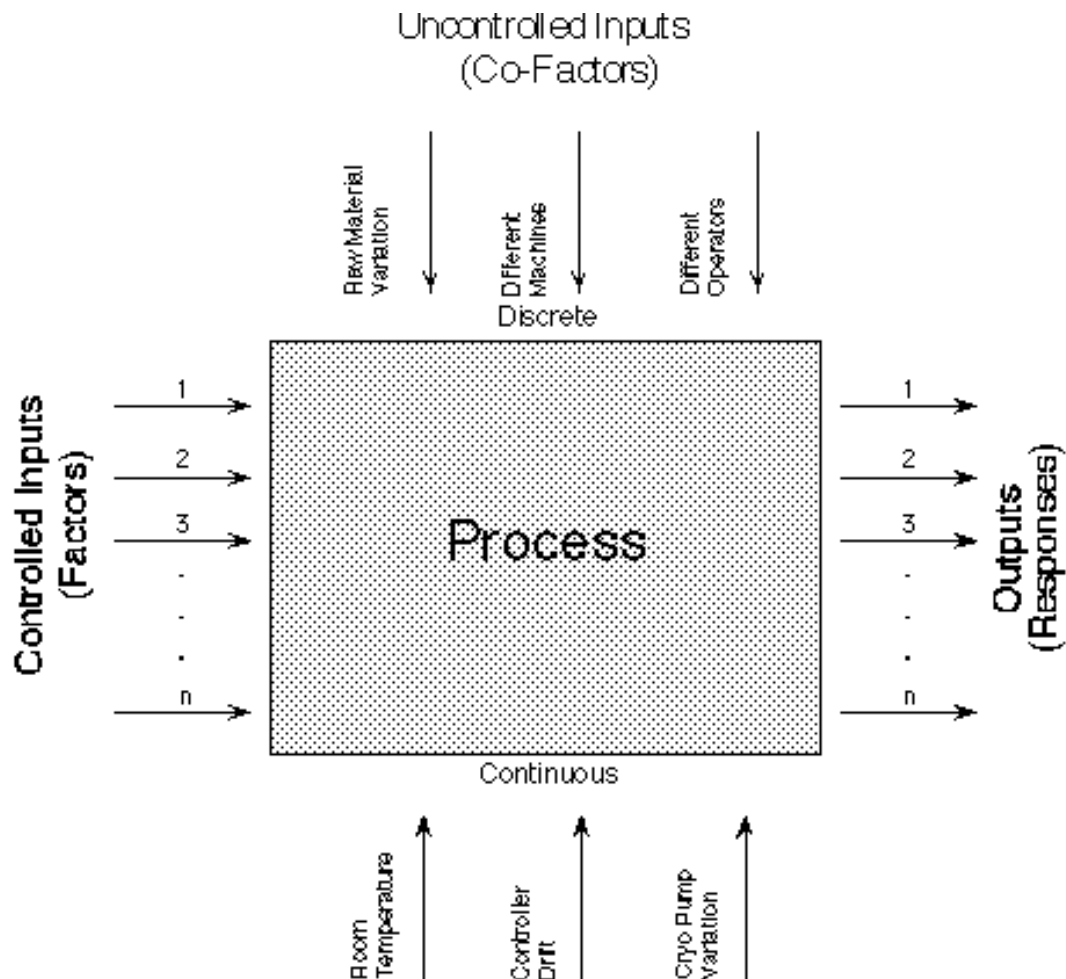 Uncontrolled Inputs
(Co-Factors)
Raw Material
Variation
Different
Machines
Different
Operators
Discrete
Controlled Inputs
(Factors)
1
2
3
.
.
.
n
Process
1
2
3
.
.
.
n
Outputs
(Responses)
Continuous
Room
Temperature
Controller
Drift
Cryo Pump
Variation